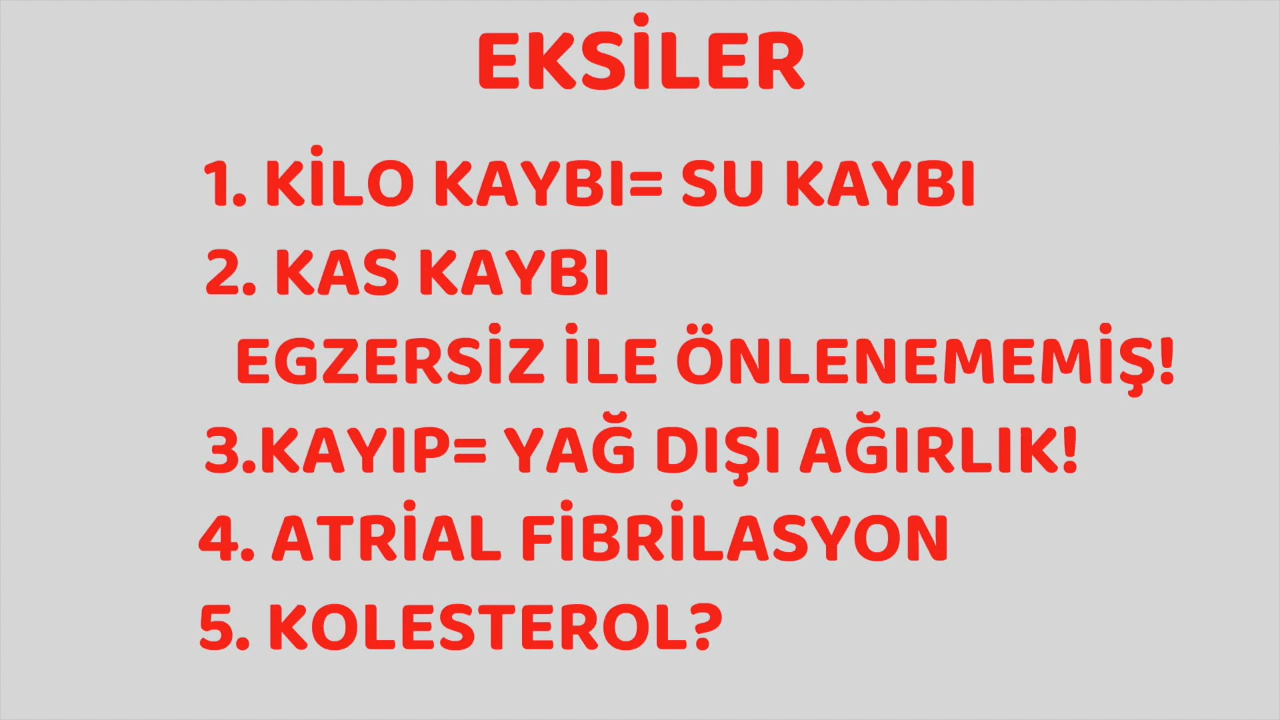 EKSİLER
1. KİLO KAYBI= SU KAYBI
2. KAS KAYBI
EGZERSİZ İLE ÖNLENEMEMİŞ!
3.KAYIP= YAĞ DIŞI AĞIRLIK!
4. ATRİAL FİBRİLASYON
5. KOLESTEROL?